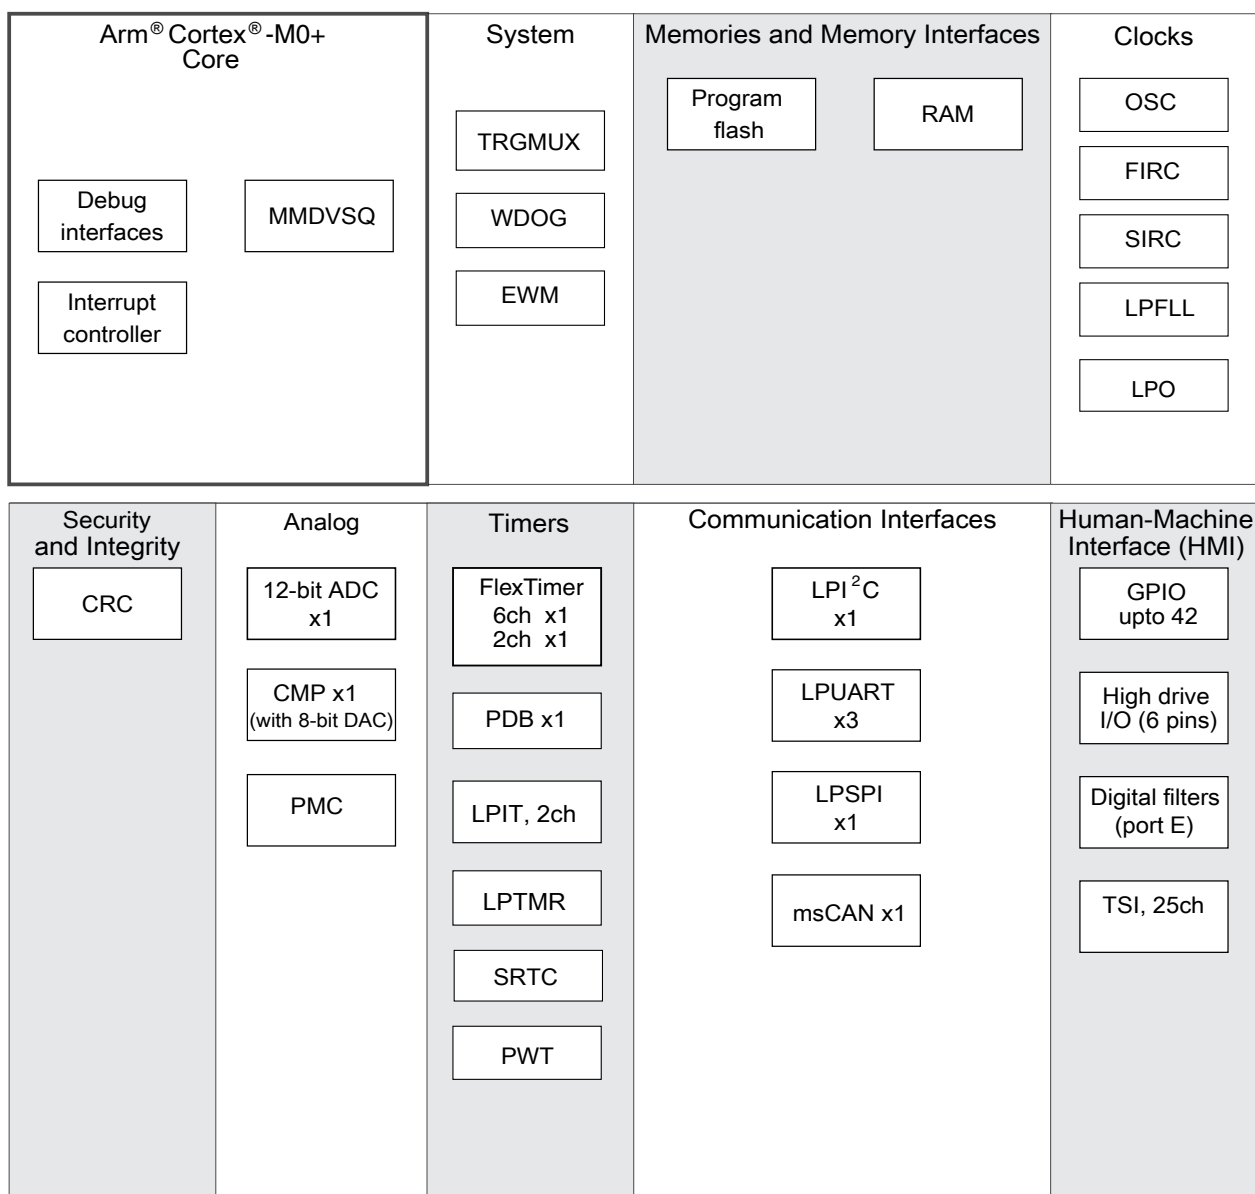 Arm® Cortex®-M0+
Core
Debug
interfaces
MMDVSQ
Interrupt
controller
System
TRGMUX
WDOG
EWM
Memories and Memory Interfaces
Program
flash
RAM
Clocks
OSC
FIRC
SIRC
LPFLL
LPO
Security
and Integrity
CRC
Analog
12-bit ADC
x1
CMP x1
(with 8-bit DAC)
PMC
Timers
FlexTimer
6ch x1
2ch x1
PDB x1
LPIT, 2ch
LPTMR
SRTC
PWT
Communication Interfaces
LPI²C
x1
LPUART
x3
LPSPI
x1
msCAN x1
Human-Machine
Interface (HMI)
GPIO
upto 42
High drive
I/O (6 pins)
Digital filters
(port E)
TSI, 25ch